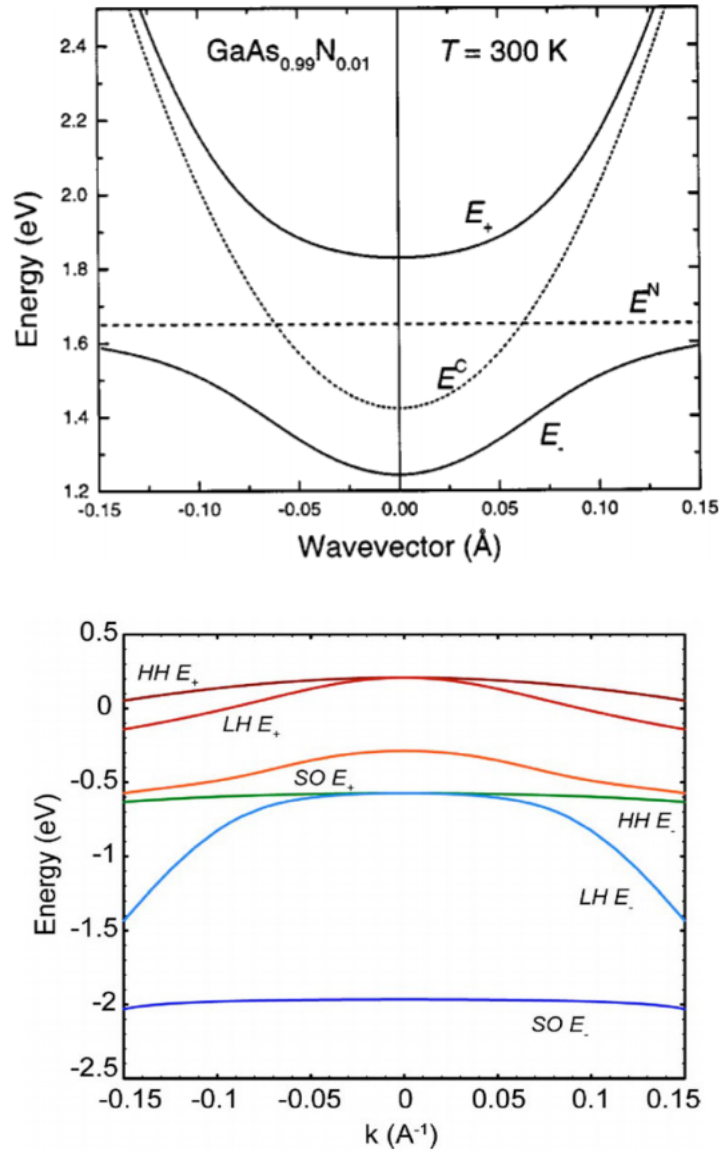 GaAs₀.₉₉N₀.₀₁ T = 300 K
2.4
2.2
2.0
1.8
1.6
1.4
1.2
Energy (eV)
E₊
Eᴺ
Eᶜ
E₋
-0.15 -0.10 -0.05 0.00 0.05 0.10 0.15
Wavevector (Å)
0.5
0
-0.5
-1
-1.5
-2
-2.5
Energy (eV)
HH E₊
LH E₊
SO E₊
HH E₋
LH E₋
SO E₋
-0.15 -0.1 -0.05 0 0.05 0.1 0.15
k (A⁻¹)